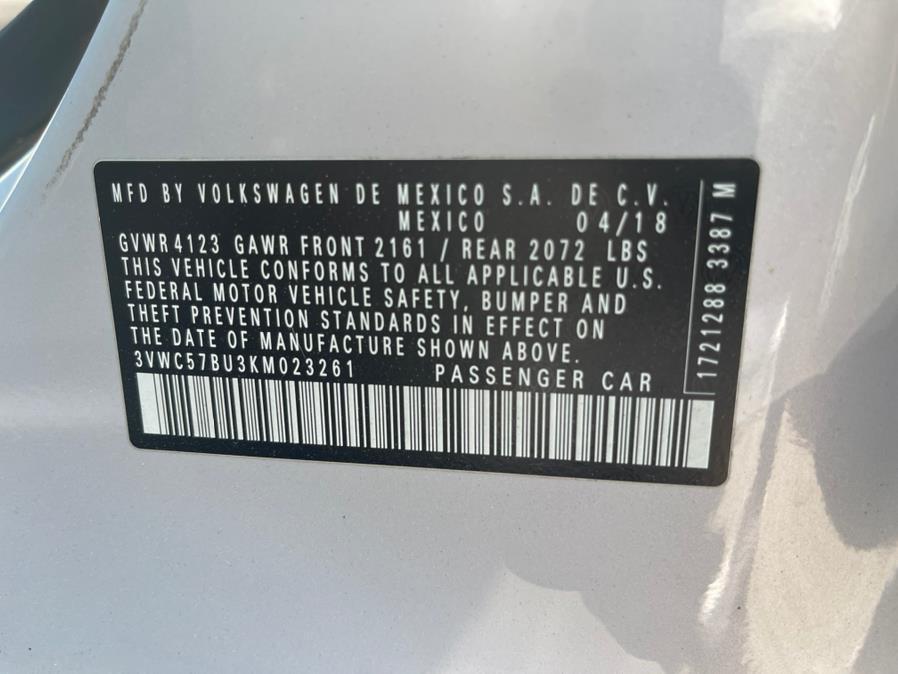 MFD BY VOLKSWAGEN DE MEXICO S.A. DE C.V.
MEXICO 04/18
GVWR 4123 GAWR FRONT 2161 / REAR 2072 LBS
THIS VEHICLE CONFORMS TO ALL APPLICABLE U.S.
FEDERAL MOTOR VEHICLE SAFETY, BUMPER AND
THEFT PREVENTION STANDARDS IN EFFECT ON
THE DATE OF MANUFACTURE SHOWN ABOVE.
3VWC57BU3KM023261 PASSENGER CAR
1721288 3387 M